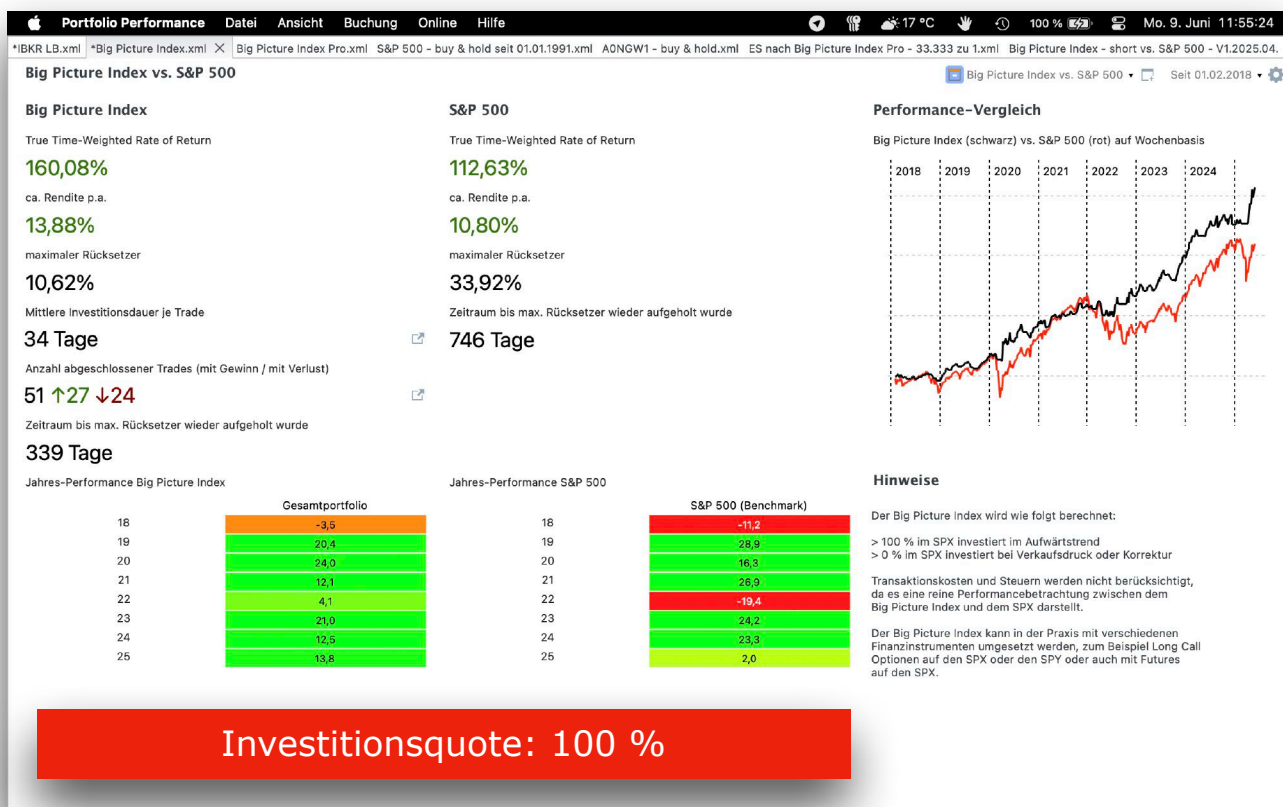 Portfolio Performance Datei Ansicht Buchung Online Hilfe 17 °C 100 % Mo. 9. Juni 11:55:24
*IBKR LB.xml *Big Picture Index.xml Big Picture Index Pro.xml S&P 500 - buy & hold seit 01.01.1991.xml A0NGW1 - buy & hold.xml ES nach Big Picture Index Pro - 33.333 zu 1.xml Big Picture Index - short vs. S&P 500 - V1.2025.04.
Big Picture Index vs. S&P 500
Big Picture Index vs. S&P 500 Seit 01.02.2018
Big Picture Index
True Time-Weighted Rate of Return
160,08%
ca. Rendite p.a.
13,88%
maximaler Rücksetzer
10,62%
Mittlere Investitionsdauer je Trade
34 Tage
Anzahl abgeschlossener Trades (mit Gewinn / mit Verlust)
51 ↑27 ↓24
Zeitraum bis max. Rücksetzer wieder aufgeholt wurde
339 Tage
S&P 500
True Time-Weighted Rate of Return
112,63%
ca. Rendite p.a.
10,80%
maximaler Rücksetzer
33,92%
Zeitraum bis max. Rücksetzer wieder aufgeholt wurde
746 Tage
Performance-Vergleich
Big Picture Index (schwarz) vs. S&P 500 (rot) auf Wochenbasis
2018 2019 2020 2021 2022 2023 2024
Jahres-Performance Big Picture Index
Gesamtportfolio
18 -3,5
19 20,4
20 24,0
21 12,1
22 4,1
23 21,0
24 12,5
25 13,8
Jahres-Performance S&P 500
S&P 500 (Benchmark)
18 -11,2
19 28,9
20 16,3
21 26,9
22 -19,4
23 24,2
24 23,3
25 2,0
Hinweise
Der Big Picture Index wird wie folgt berechnet:
> 100 % im SPX investiert im Aufwärtstrend
> 0 % im SPX investiert bei Verkaufsdruck oder Korrektur
Transaktionskosten und Steuern werden nicht berücksichtigt,
da es eine reine Performancebetrachtung zwischen dem
Big Picture Index und dem SPX darstellt.
Der Big Picture Index kann in der Praxis mit verschiedenen
Finanzinstrumenten umgesetzt werden, zum Beispiel Long Call
Optionen auf den SPX oder den SPY oder auch mit Futures
auf den SPX.
Investitionsquote: 100 %